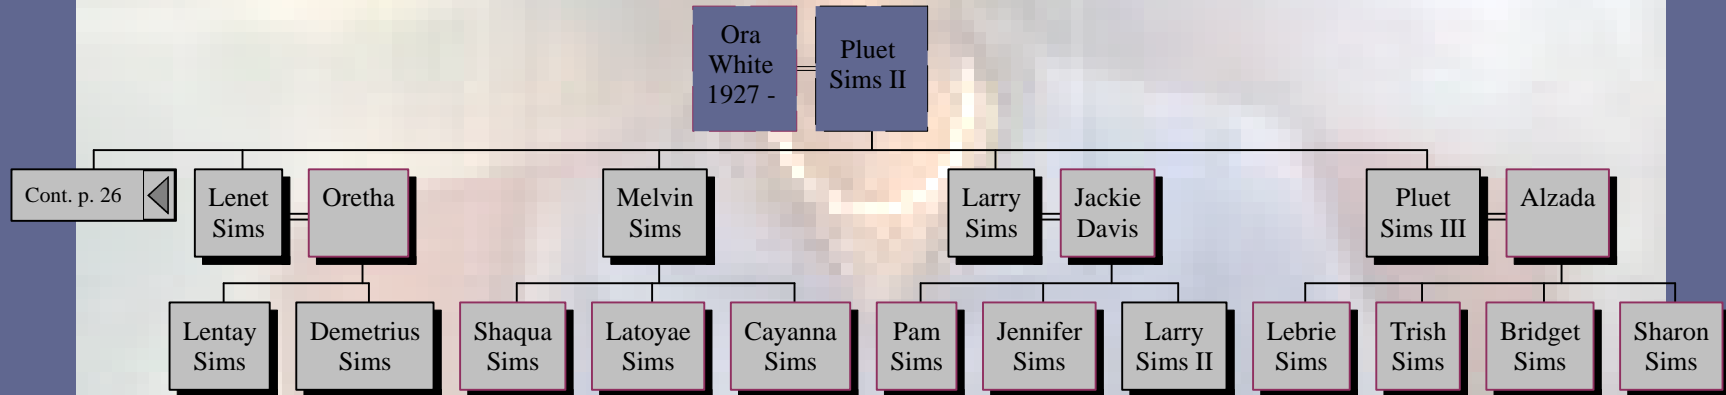 Ora
White
1927 -
Pluet
Sims II
Cont. p. 26
Lenet
Sims
Oretha
Melvin
Sims
Larry
Sims
Jackie
Davis
Pluet
Sims III
Alzada
Lentay
Sims
Demetrius
Sims
Shaqua
Sims
Latoyae
Sims
Cayanna
Sims
Pam
Sims
Jennifer
Sims
Larry
Sims II
Lebrie
Sims
Trish
Sims
Bridget
Sims
Sharon
Sims